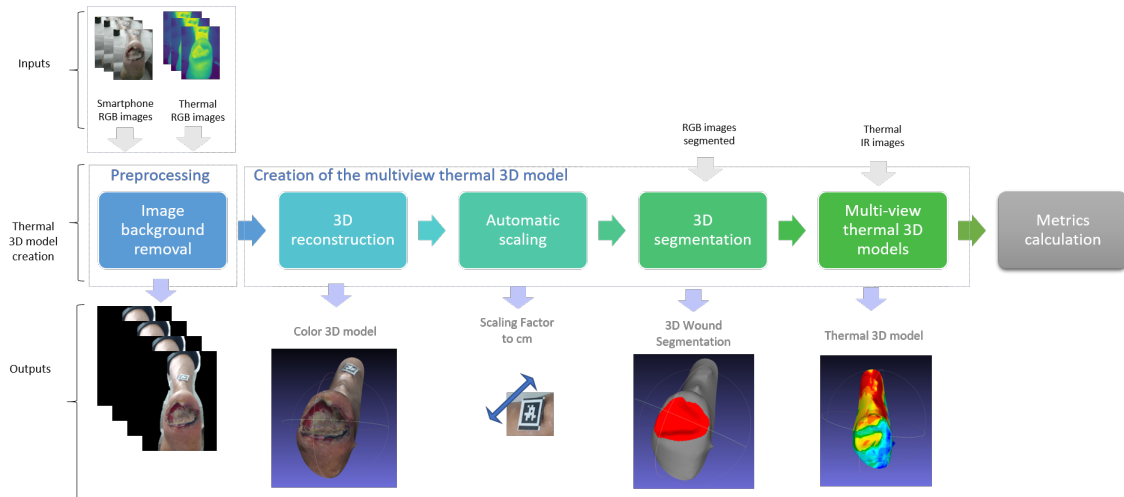 Inputs
Smartphone
RGB images
Thermal
RGB images
RGB images
segmented
Thermal
IR images
Thermal
3D model
creation
Preprocessing
Creation of the multiview thermal 3D model
Image
background
removal
3D
reconstruction
Automatic
scaling
3D
segmentation
Multi-view
thermal 3D
models
Metrics
calculation
Outputs
Color 3D model
Scaling Factor
to cm
3D Wound
Segmentation
Thermal 3D model